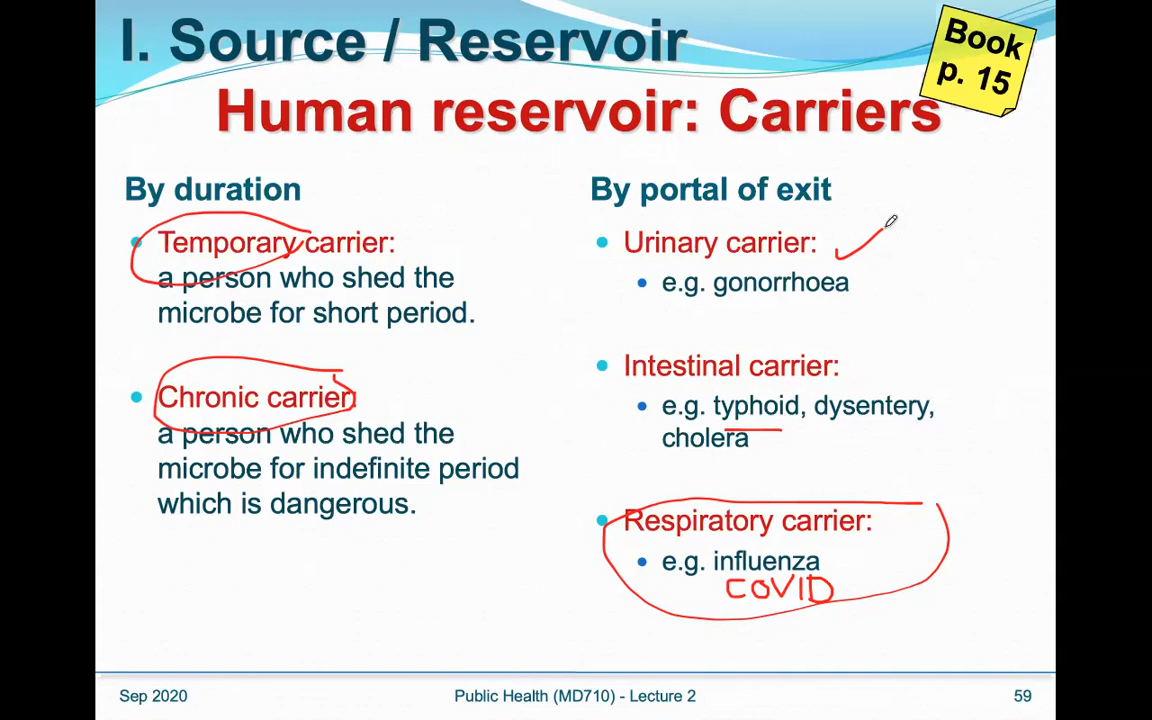 I. Source / Reservoir
Human reservoir: Carriers
Book
p. 15
By duration
Temporary carrier:
a person who shed the
microbe for short period.
Chronic carrier:
a person who shed the
microbe for indefinite period
which is dangerous.
By portal of exit
Urinary carrier:
e.g. gonorrhoea
Intestinal carrier:
e.g. typhoid, dysentery,
cholera
Respiratory carrier:
e.g. influenza
COVID
Sep 2020
Public Health (MD710) - Lecture 2
59